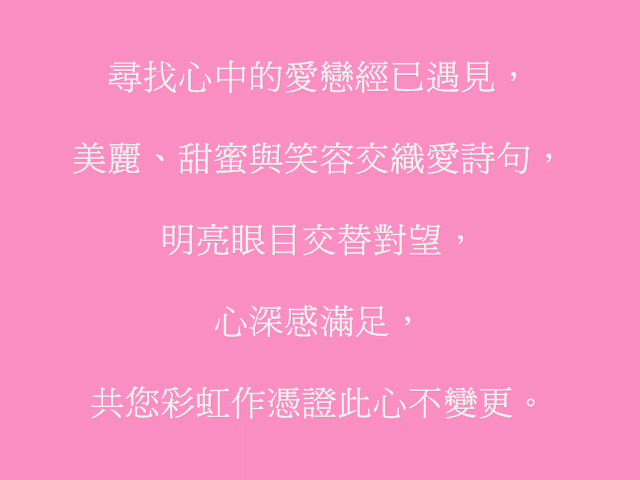 尋找心中的愛戀經已遇見，
美麗、甜蜜與笑容交織愛詩句，
明亮眼目交替對望，
心深感滿足，
共您彩虹作憑證此心不變更。